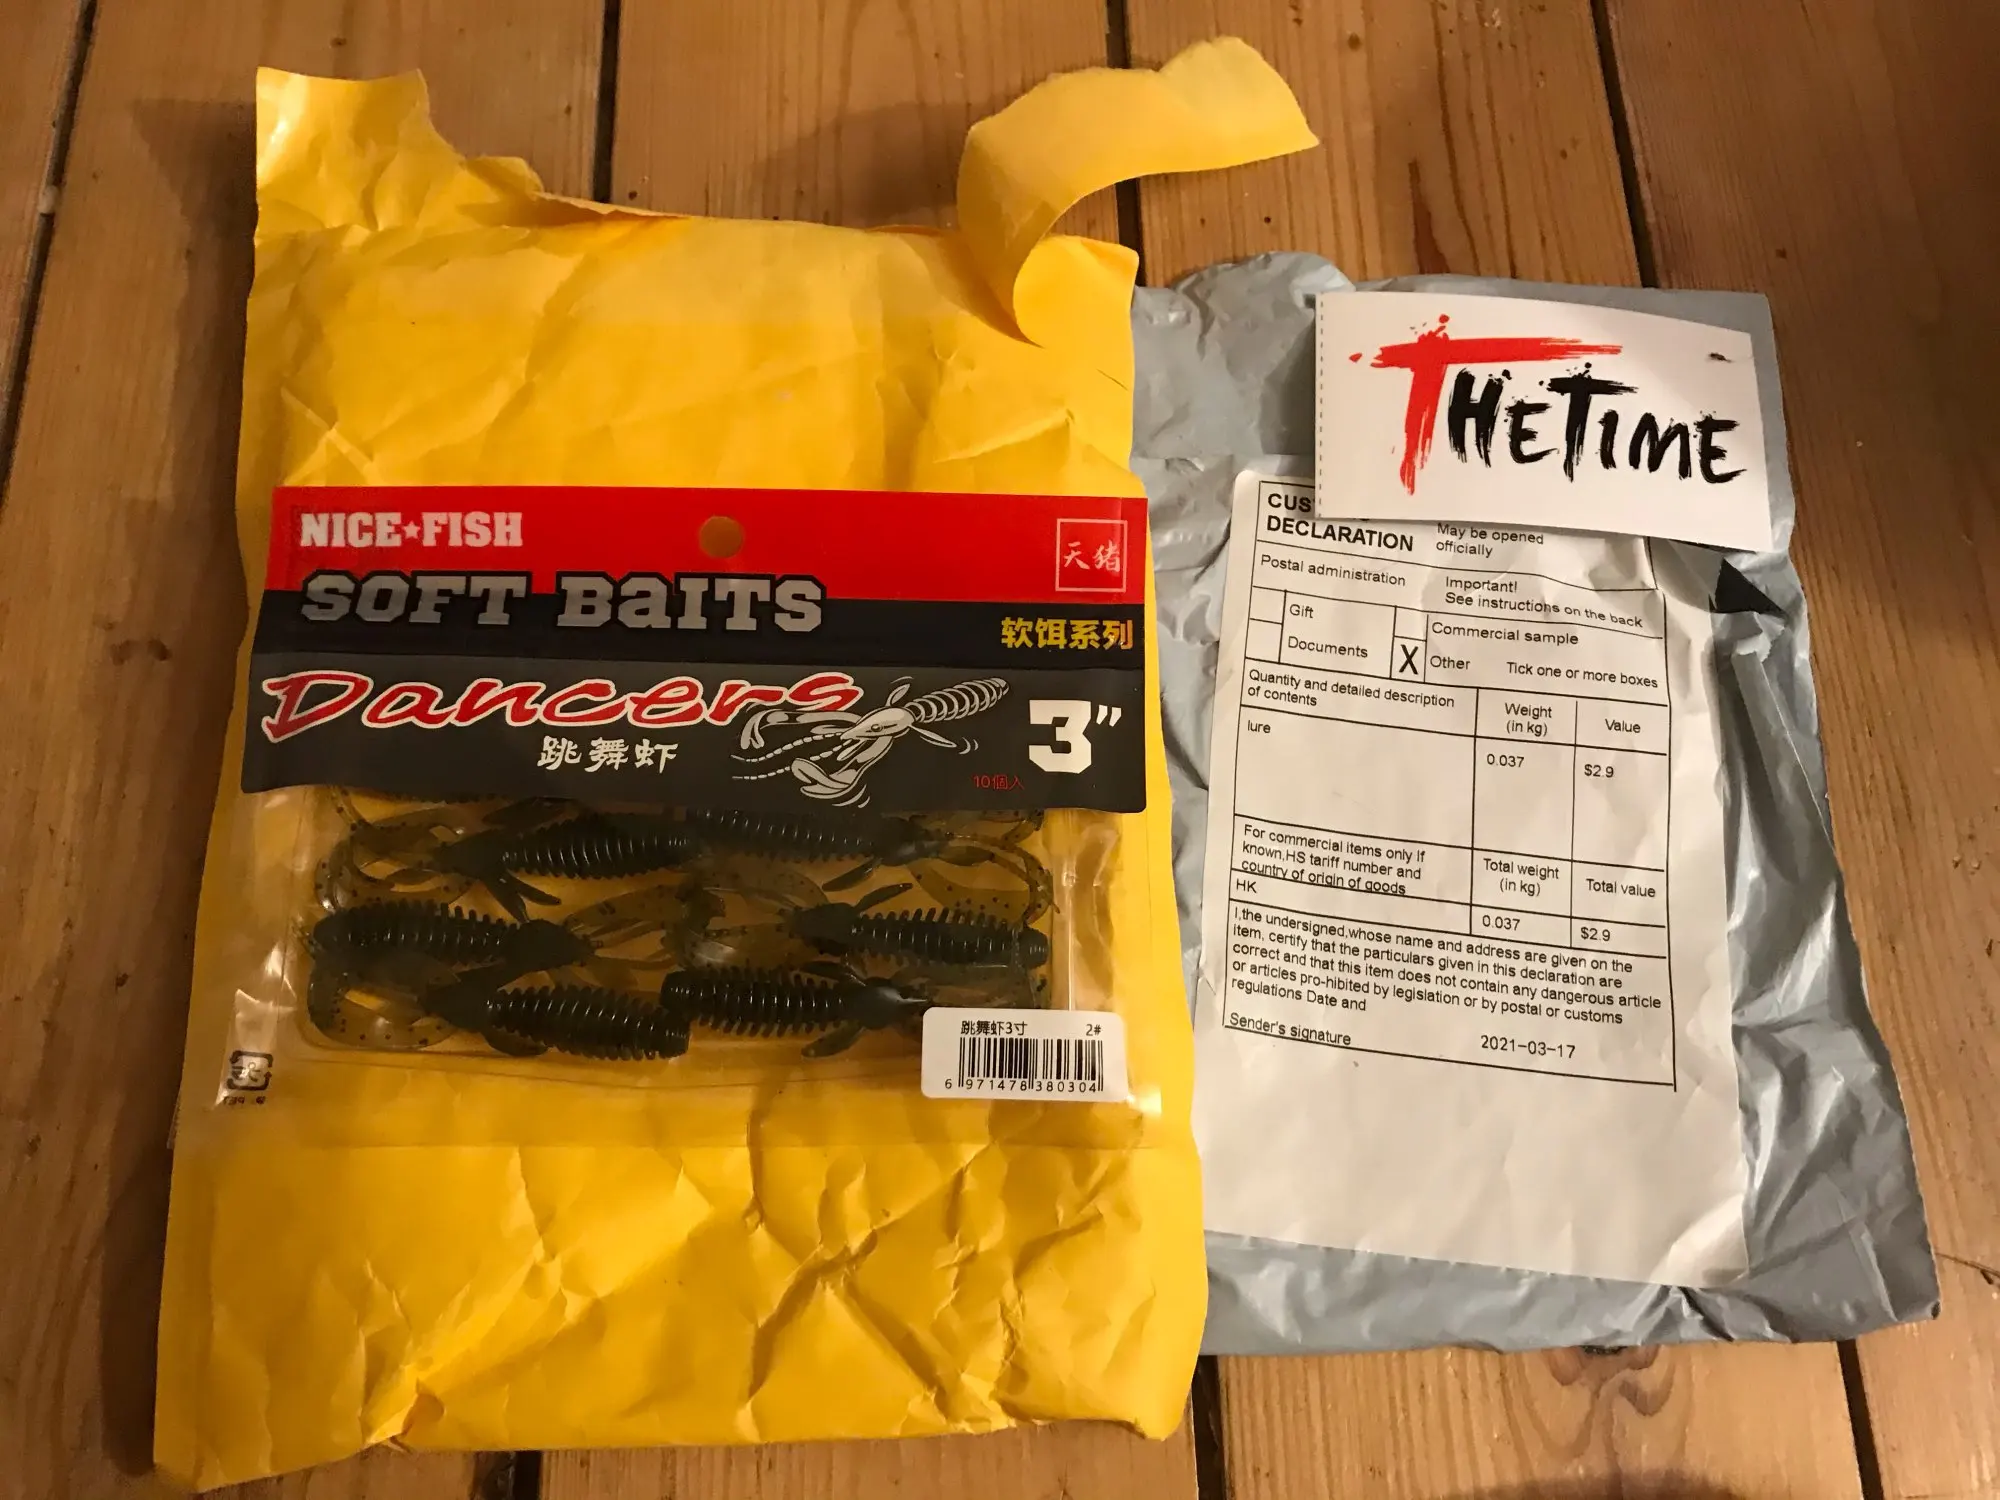 NICE★FISH
天猪
SOFT BaITS
软饵系列
Dancers
跳舞虾
3"
10個入
跳舞虾3寸 2#
6 971478 380304
THETIME
CUS
DECLARATION
May be opened
officially
Postal administration
Important!
See instructions on the back
Gift
Commercial sample
Documents
X
Other
Tick one or more boxes
Quantity and detailed description
of contents
Weight
(in kg)
Value
lure
0.037
$2.9
For commercial items only If
known,HS tariff number and
country of origin of goods
Total weight
(in kg)
Total value
HK
0.037
$2.9
I,the undersigned,whose name and address are given on the
item, certify that the particulars given in this declaration are
correct and that this item does not contain any dangerous article
or articles pro-hibited by legislation or by postal or customs
regulations Date and
Sender's signature
2021-03-17